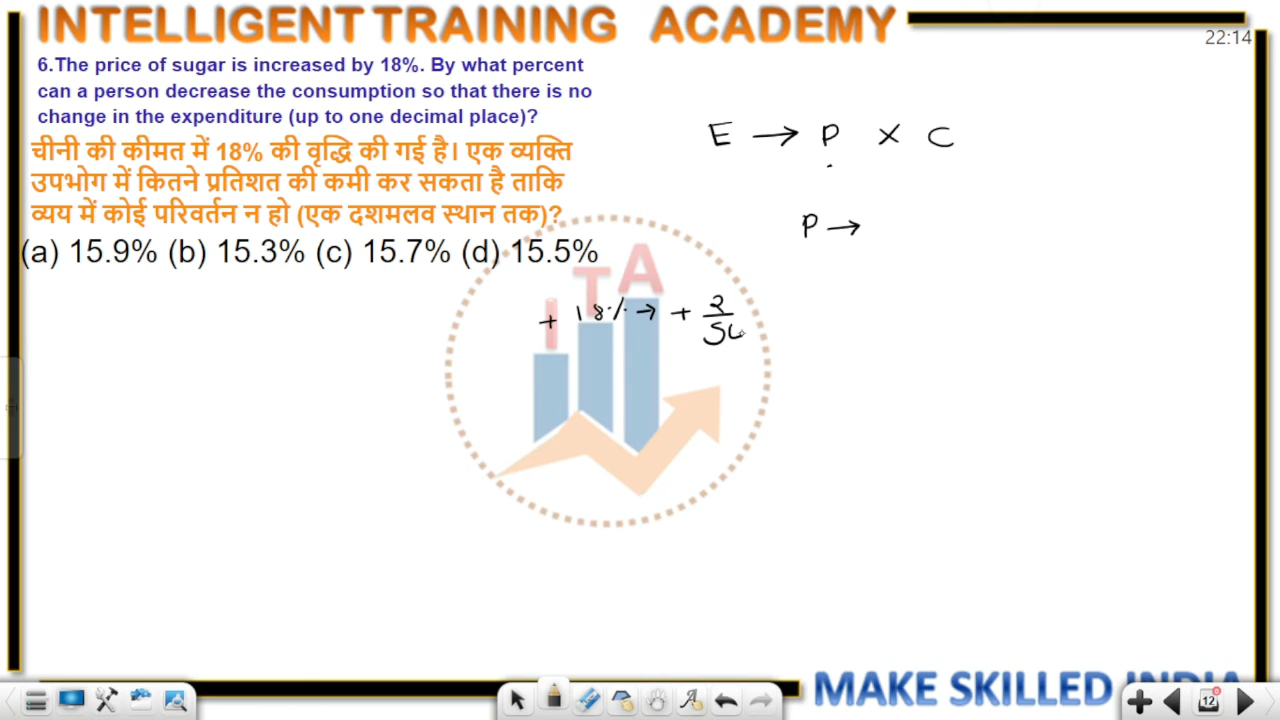 INTELLIGENT TRAINING ACADEMY
22:14
6.The price of sugar is increased by 18%. By what percent
can a person decrease the consumption so that there is no
change in the expenditure (up to one decimal place)?
चीनी की कीमत में 18% की वृद्धि की गई है। एक व्यक्ति
उपभोग में कितने प्रतिशत की कमी कर सकता है ताकि
व्यय में कोई परिवर्तन न हो (एक दशमलव स्थान तक)?
(a) 15.9% (b) 15.3% (c) 15.7% (d) 15.5%
E → P × C
P →
ITA
+ 18% → +
MAKE SKILLED INDIA
12